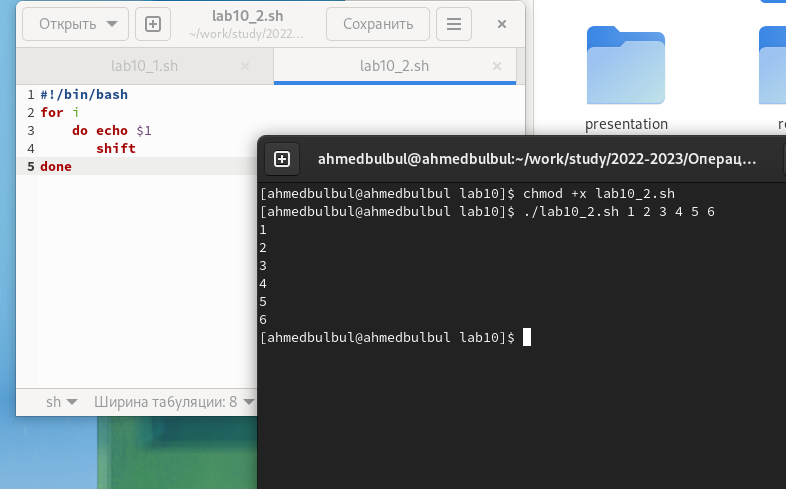 Открыть
lab10_2.sh
~/work/study/2022…
Сохранить
lab10_1.sh
lab10_2.sh
1 #!/bin/bash
2 for i
3     do echo $1
4        shift
5 done
sh
Ширина табуляции: 8
presentation
ahmedbulbul@ahmedbulbul:~/work/study/2022-2023/Операц…
[ahmedbulbul@ahmedbulbul lab10]$ chmod +x lab10_2.sh
[ahmedbulbul@ahmedbulbul lab10]$ ./lab10_2.sh 1 2 3 4 5 6
1
2
3
4
5
6
[ahmedbulbul@ahmedbulbul lab10]$